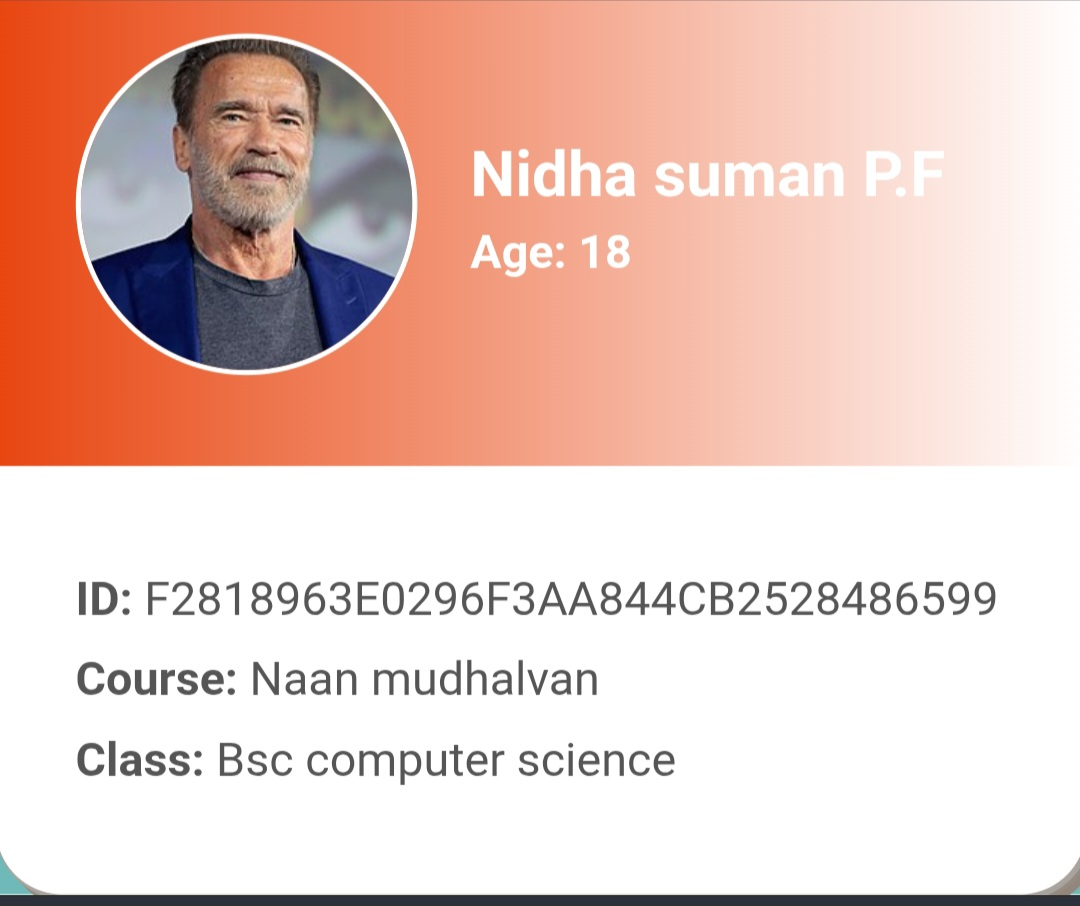 Nidha suman P.F
Age: 18
ID: F2818963E0296F3AA844CB2528486599
Course: Naan mudhalvan
Class: Bsc computer science